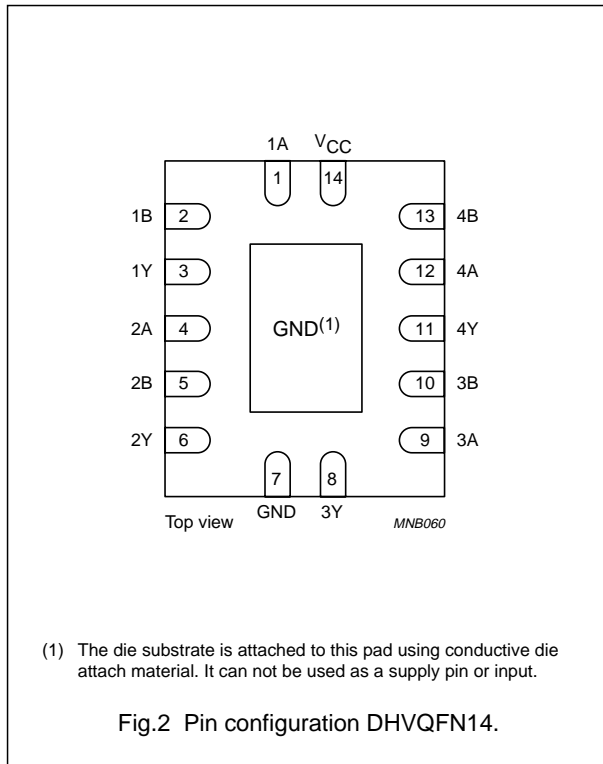 1A VCC
1 14
1B 2 13 4B
1Y 3 12 4A
2A 4 GND(1) 11 4Y
2B 5 10 3B
2Y 6 9 3A
7 8
Top view GND 3Y MNB060
(1) The die substrate is attached to this pad using conductive die
attach material. It can not be used as a supply pin or input.
Fig.2 Pin configuration DHVQFN14.